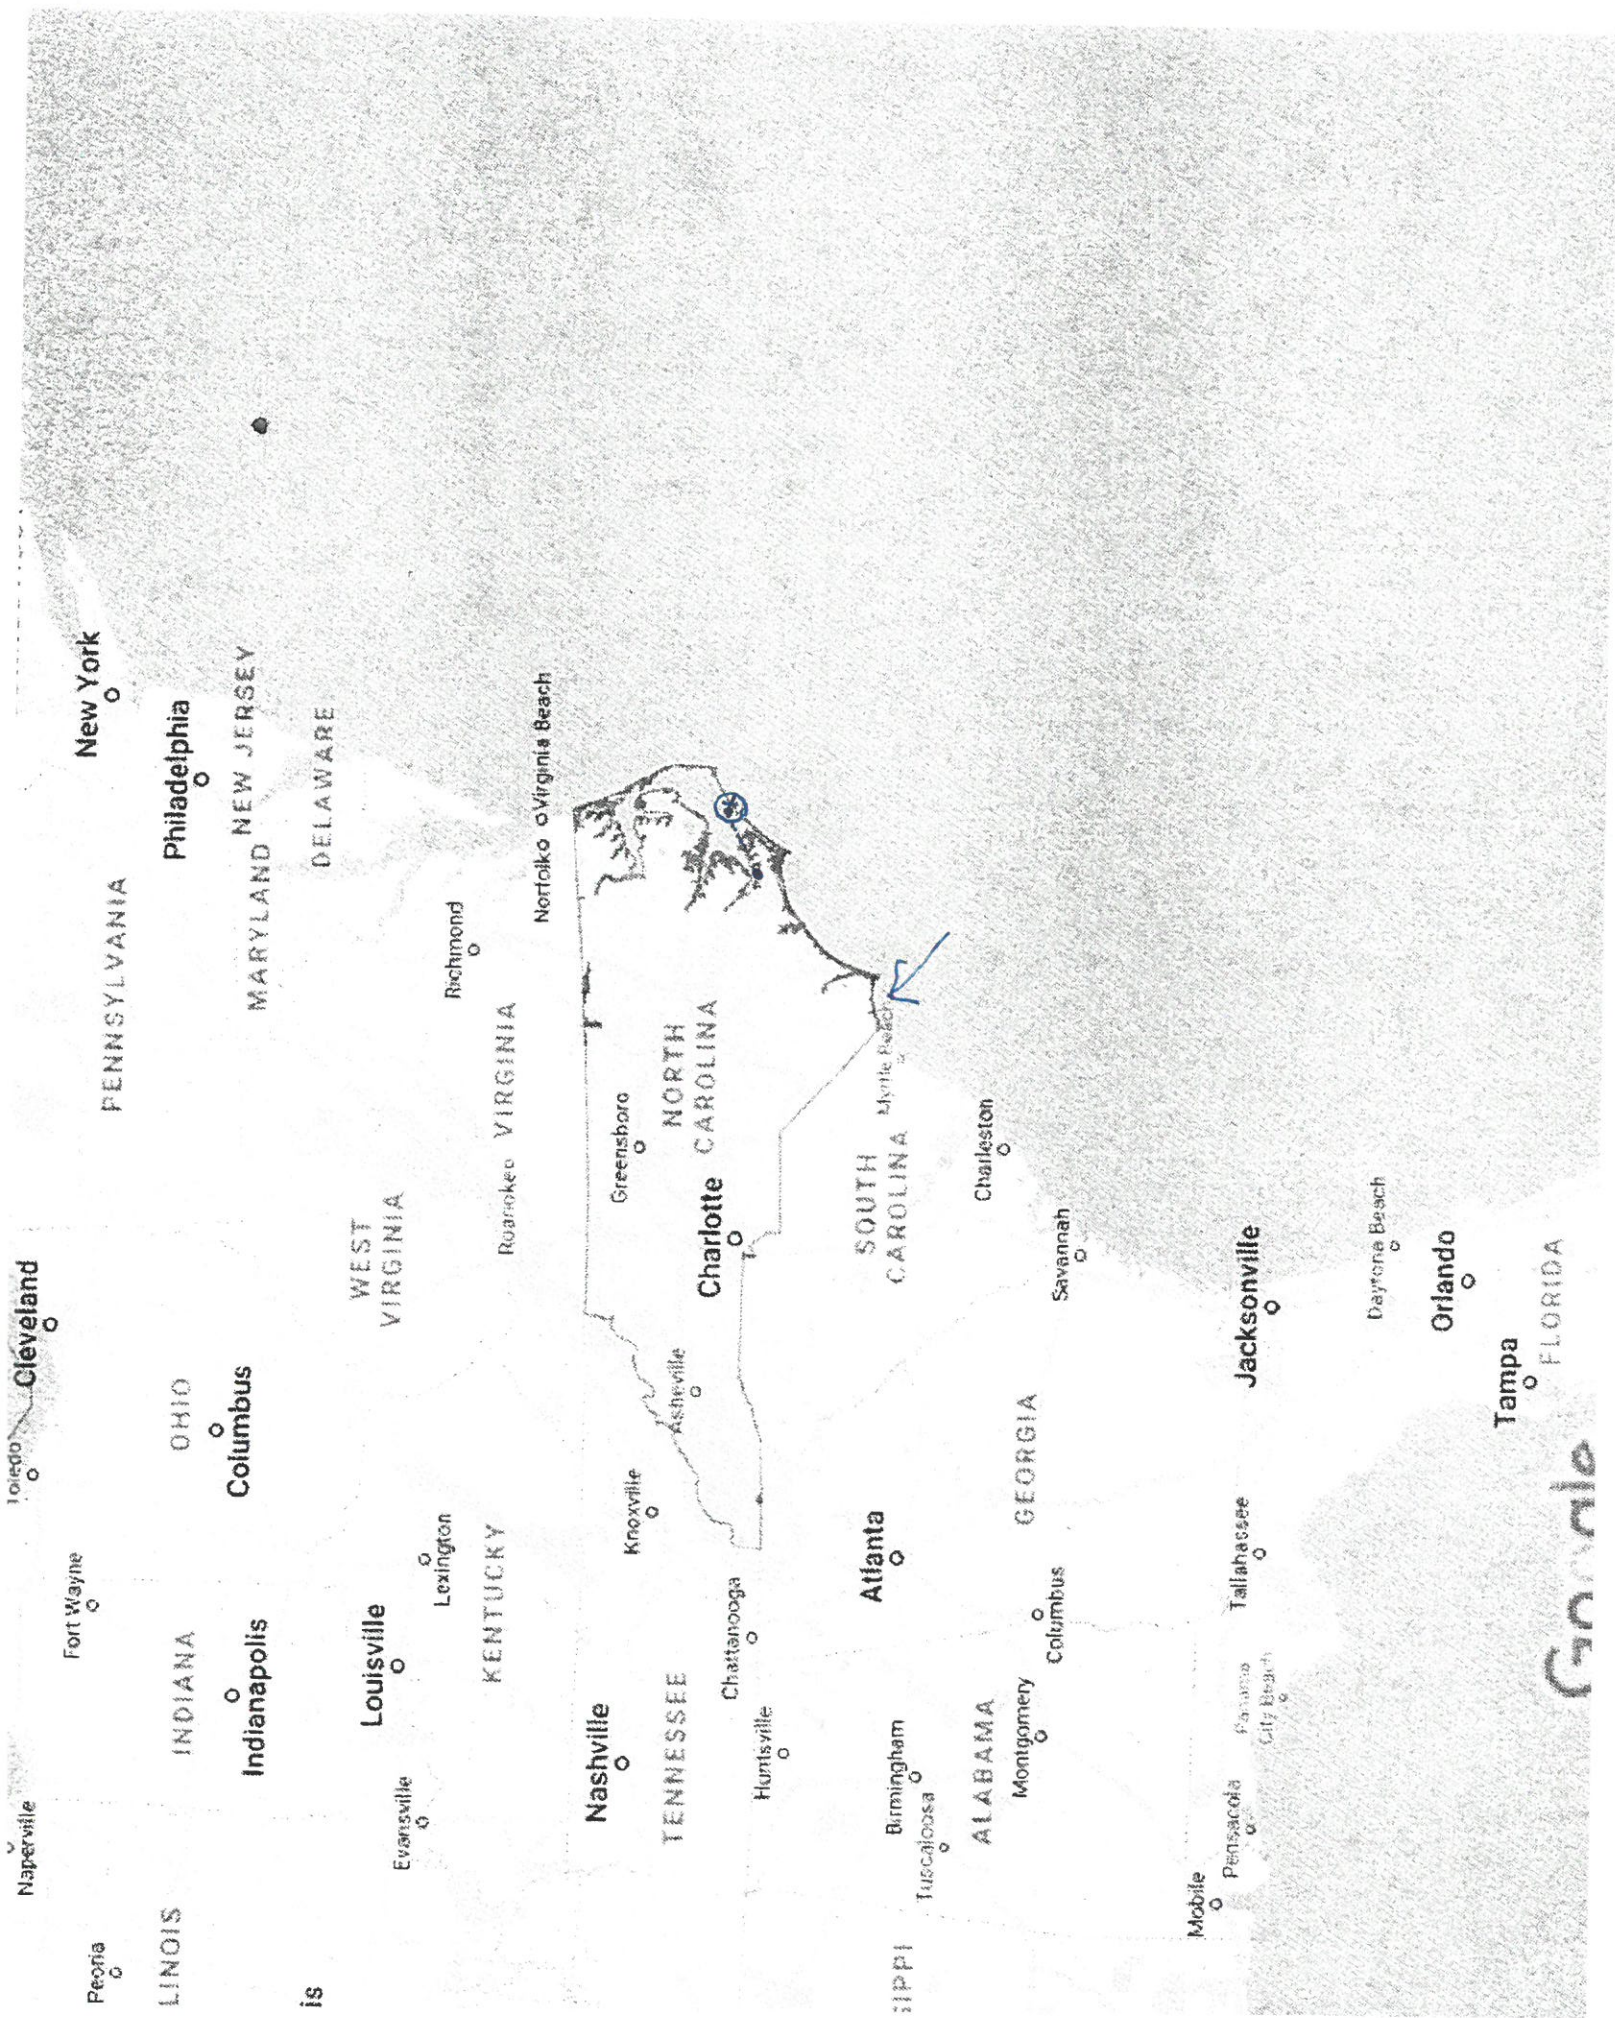 Toledo
Cleveland
Naperville
Fort Wayne
New York
Peoria
PENNSYLVANIA
LINOIS
INDIANA
OHIO
Columbus
Philadelphia
Indianapolis
MARYLAND
NEW JERSEY
is
DELAWARE
WEST
VIRGINIA
Louisville
Evansville
Lexington
Richmond
KENTUCKY
Roanoke
VIRGINIA
Norfolk
Virginia Beach
Nashville
Knoxville
Greensboro
TENNESSEE
Asheville
NORTH
CAROLINA
Charlotte
Chattanooga
Huntsville
Atlanta
SOUTH
CAROLINA
Myrtle Beach
Birmingham
Tuscaloosa
SIPPI
ALABAMA
Charleston
Montgomery
GEORGIA
Columbus
Savannah
Mobile
Pensacola
Panama
City Beach
Tallahassee
Jacksonville
Daytona Beach
Orlando
Tampa
FLORIDA
Google